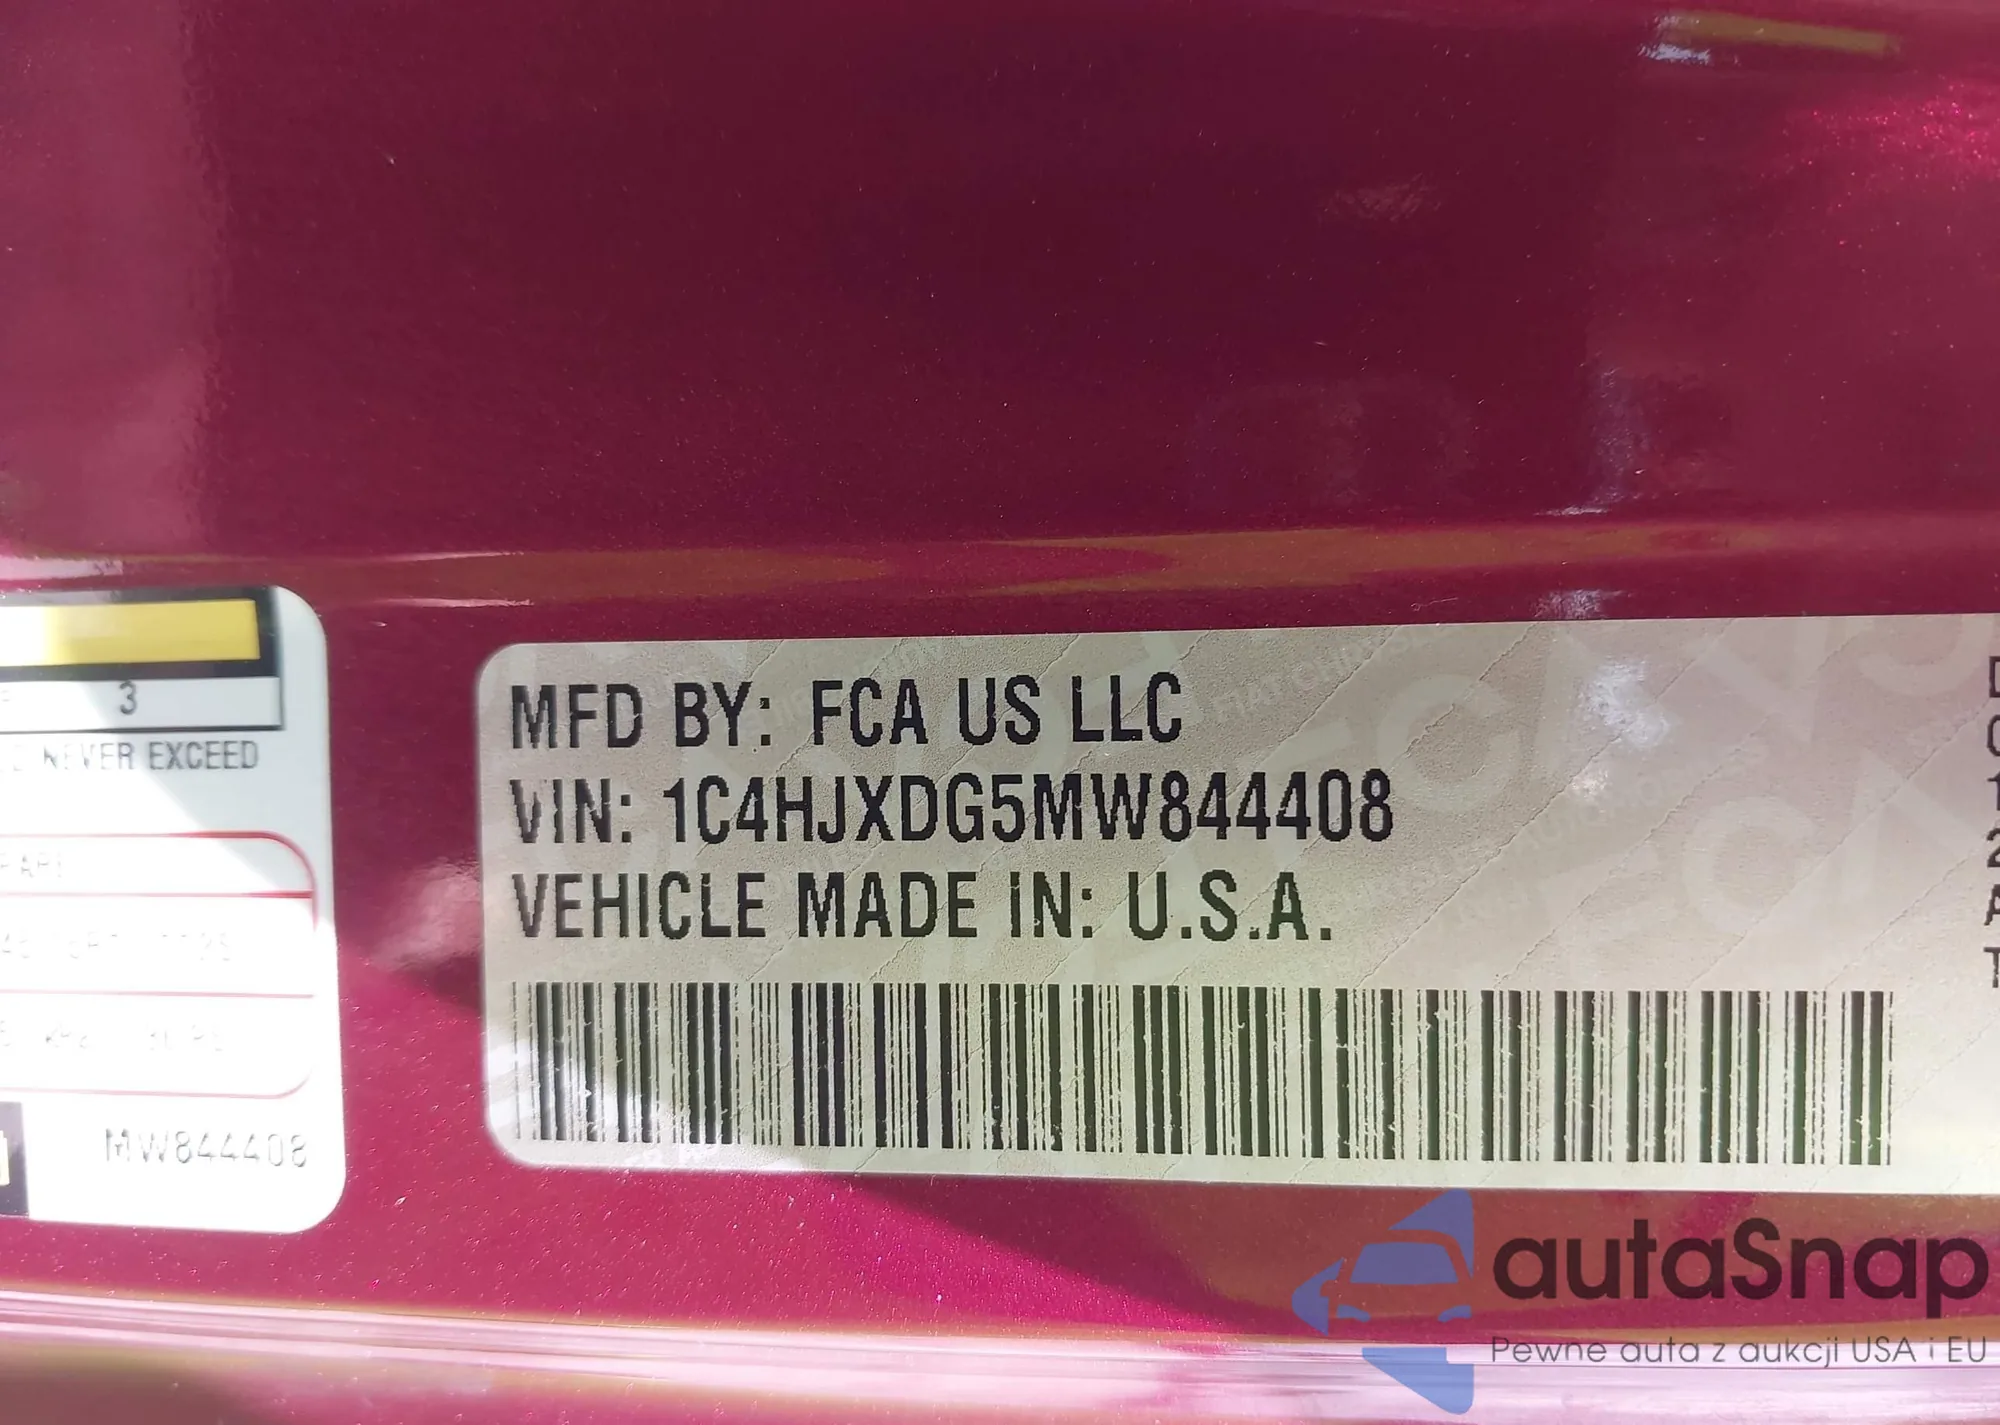 3
NEVER EXCEED
MW844408
MFD BY: FCA US LLC
VIN: 1C4HJXDG5MW844408
VEHICLE MADE IN: U.S.A.
autaSnap
Pewne auta z aukcji USA i EU